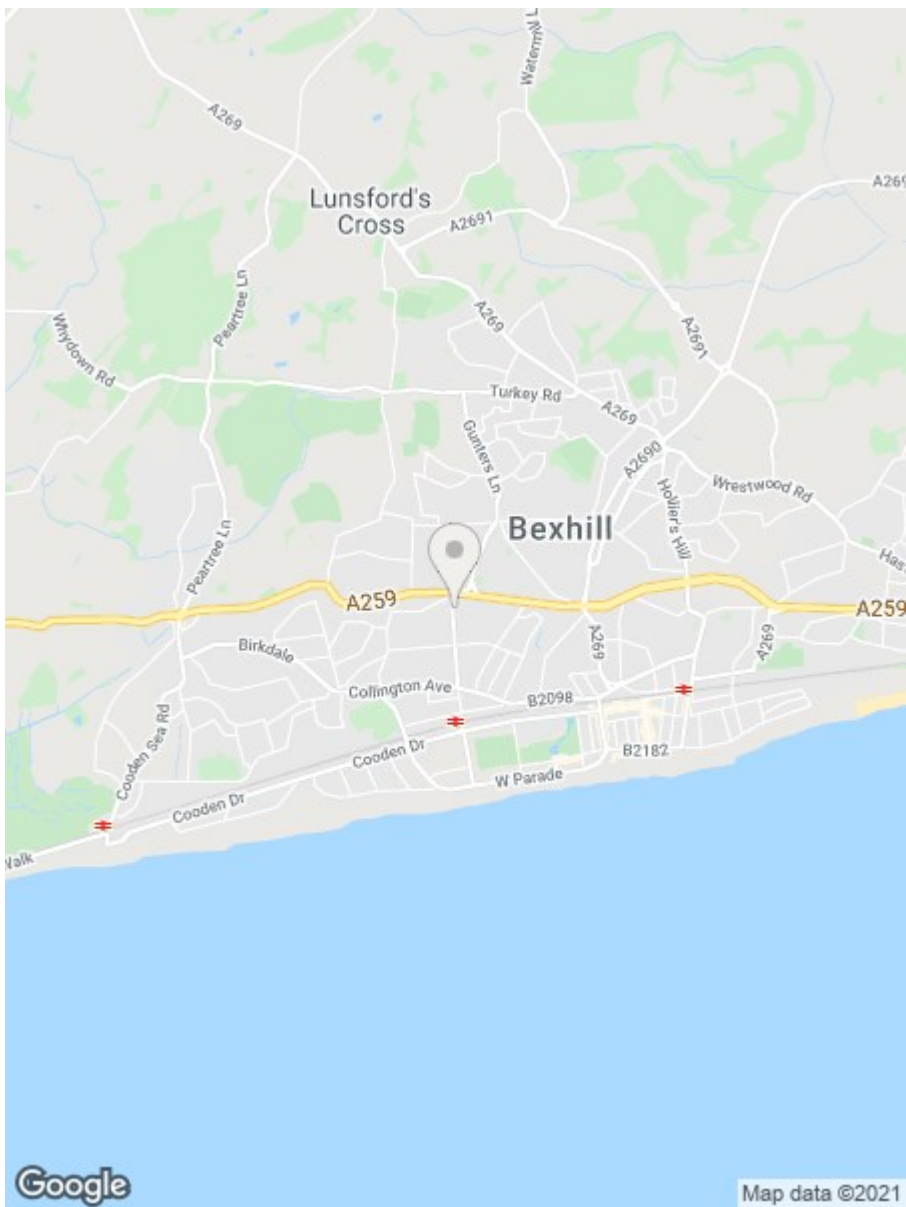 Waterm
A269
Lunsford's
Cross
A269
A2691
Peartree Ln
A269
A2691
Whydown Rd
Turkey Rd
A269
Gunters Ln
A2690
Wrestwood Rd
Hollier's Hill
Bexhill
Peartree Ln
Has
A259
A259
Birkdale
A269
A269
Collington Ave
B2098
Cooden Sea Rd
Cooden Dr
B2182
W Parade
Cooden Dr
Walk
Google
Map data ©2021